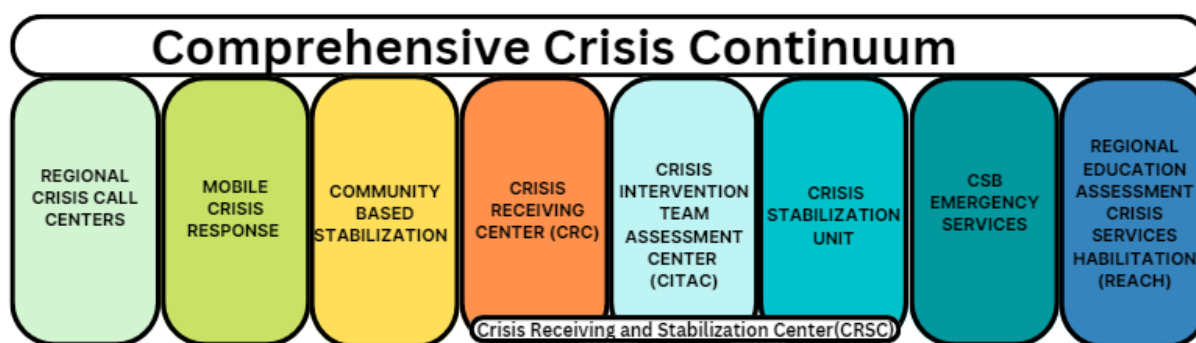 Comprehensive Crisis Continuum
REGIONAL
CRISIS CALL
CENTERS
MOBILE
CRISIS
RESPONSE
COMMUNITY
BASED
STABILIZATION
CRISIS
RECEIVING
CENTER (CRC)
CRISIS
INTERVENTION
TEAM
ASSESSMENT
CENTER
(CITAC)
CRISIS
STABILIZATION
UNIT
CSB
EMERGENCY
SERVICES
REGIONAL
EDUCATION
ASSESSMENT
CRISIS
SERVICES
HABILITATION
(REACH)
Crisis Receiving and Stabilization Center(CRSC)